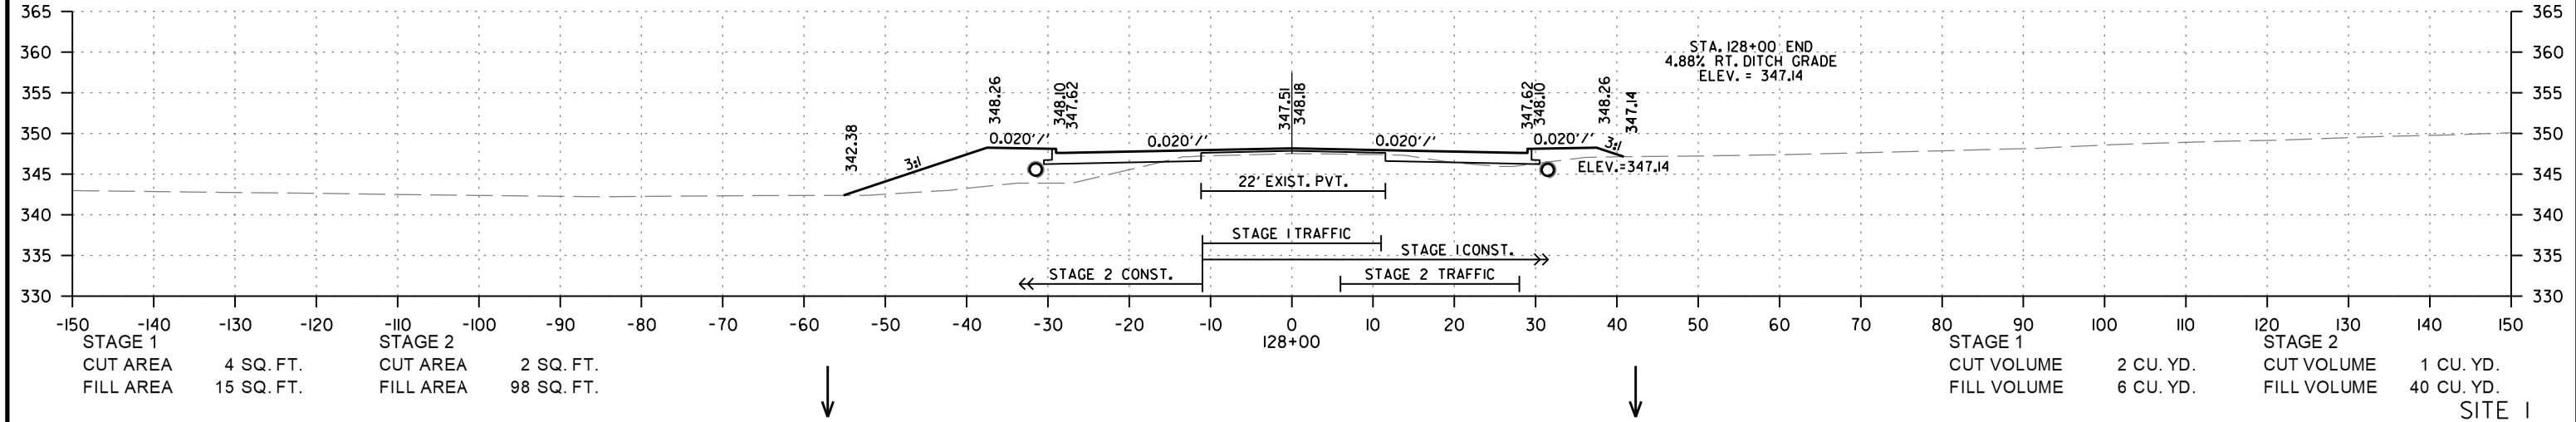 365 365
STA. 128+00 END
360 360
4.88% RT. DITCH GRADE
ELEV. = 347.14
355 348.26 348.10 347.62 347.51 348.18 347.62 348.10 348.26 347.14 355
342.38
350 0.020'/' 0.020'/' 0.020'/' 0.020'/' 350
3:1 3:1
345 ELEV.=347.14 345
22' EXIST. PVT.
340 340
STAGE 1 TRAFFIC
335 STAGE 1 CONST. 335
STAGE 2 CONST. STAGE 2 TRAFFIC
330 330
-150 -140 -130 -120 -110 -100 -90 -80 -70 -60 -50 -40 -30 -20 -10 0 10 20 30 40 50 60 70 80 90 100 110 120 130 140 150
STAGE 1 STAGE 2 128+00 STAGE 1 STAGE 2
CUT AREA 4 SQ. FT. CUT AREA 2 SQ. FT. CUT VOLUME 2 CU. YD. CUT VOLUME 1 CU. YD.
FILL AREA 15 SQ. FT. FILL AREA 98 SQ. FT. FILL VOLUME 6 CU. YD. FILL VOLUME 40 CU. YD.
SITE 1